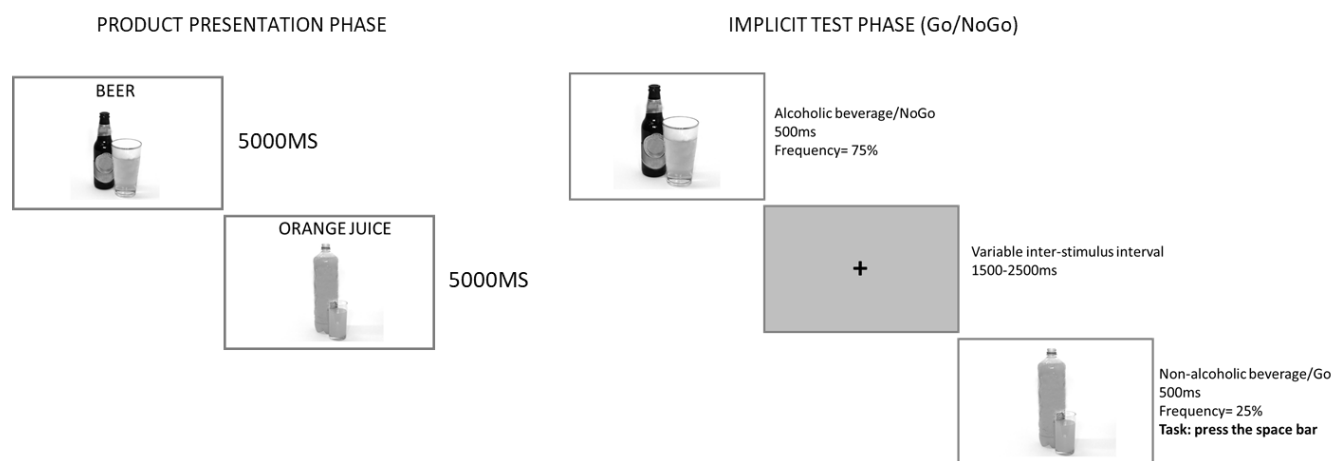 PRODUCT PRESENTATION PHASE
BEER
5000MS
ORANGE JUICE
5000MS
IMPLICIT TEST PHASE (Go/NoGo)
Alcoholic beverage/NoGo
500ms
Frequency= 75%
+
Variable inter-stimulus interval
1500-2500ms
Non-alcoholic beverage/Go
500ms
Frequency= 25%
Task: press the space bar